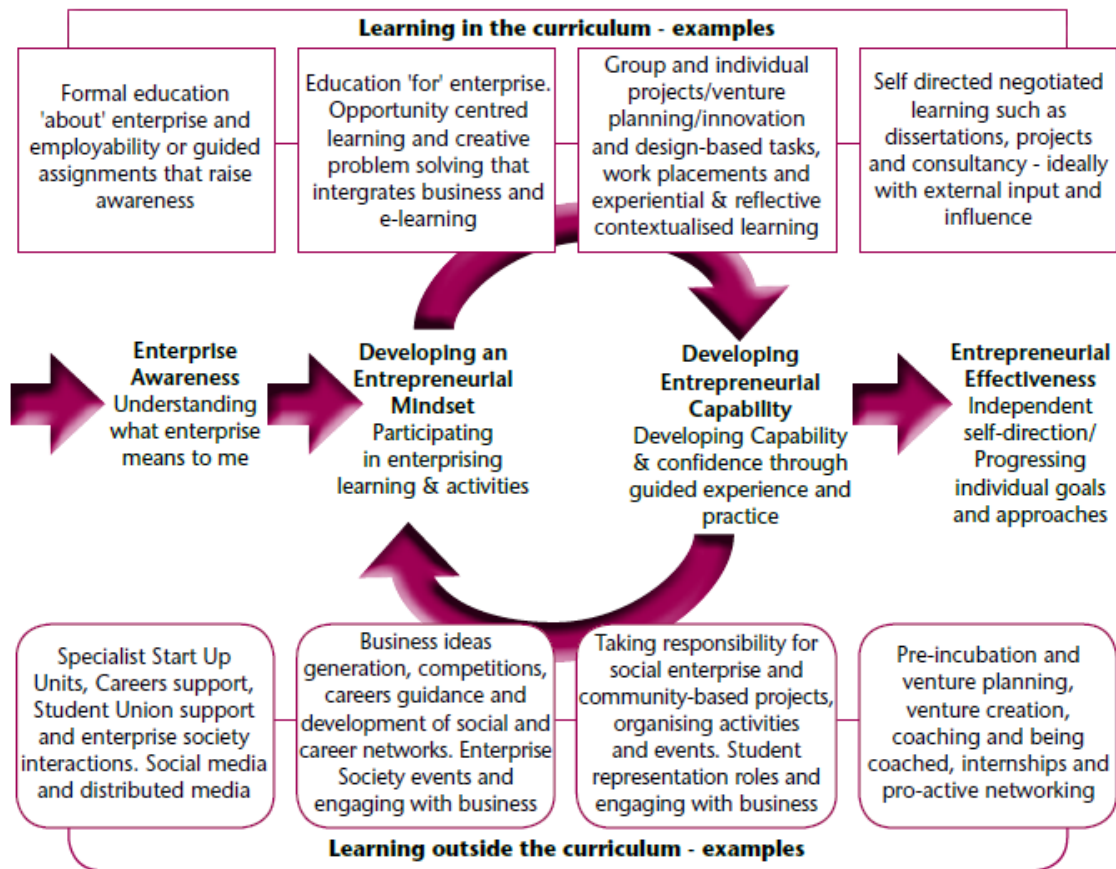 Learning in the curriculum - examples
Formal education
'about' enterprise and
employability or guided
assignments that raise
awareness
Education 'for' enterprise.
Opportunity centred
learning and creative
problem solving that
intergrates business and
e-learning
Group and individual
projects/venture
planning/innovation
and design-based tasks,
work placements and
experiential & reflective
contextualised learning
Self directed negotiated
learning such as
dissertations, projects
and consultancy - ideally
with external input and
influence
Enterprise
Awareness
Understanding
what enterprise
means to me
Developing an
Entrepreneurial
Mindset
Participating
in enterprising
learning & activities
Developing
Entrepreneurial
Capability
Developing Capability
& confidence through
guided experience and
practice
Entrepreneurial
Effectiveness
Independent
self-direction/
Progressing
individual goals
and approaches
Specialist Start Up
Units, Careers support,
Student Union support
and enterprise society
interactions. Social media
and distributed media
Business ideas
generation, competitions,
careers guidance and
development of social and
career networks. Enterprise
Society events and
engaging with business
Taking responsibility for
social enterprise and
community-based projects,
organising activities
and events. Student
representation roles and
engaging with business
Pre-incubation and
venture planning,
venture creation,
coaching and being
coached, internships and
pro-active networking
Learning outside the curriculum - examples